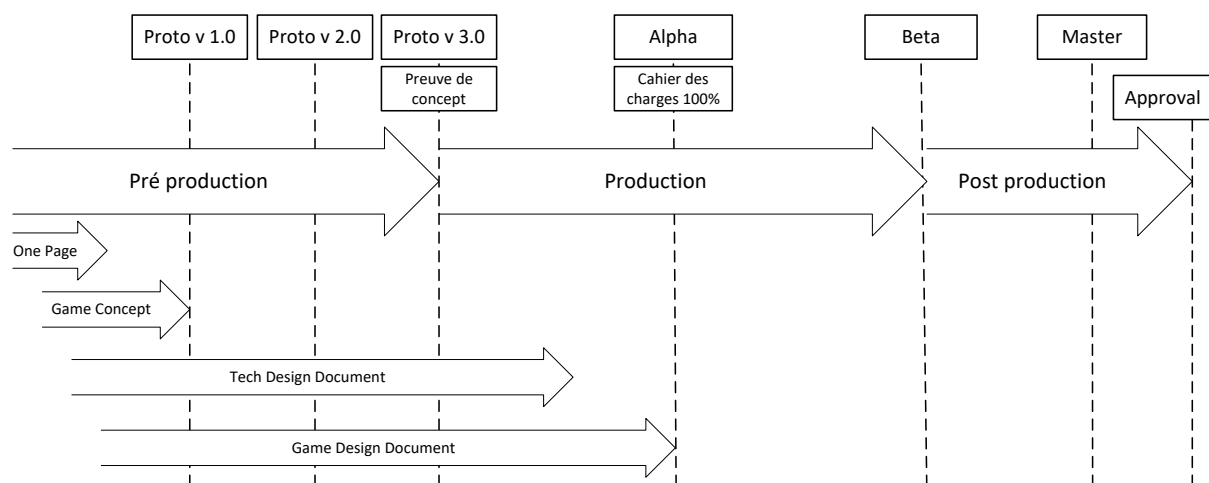 Proto v 1.0
Proto v 2.0
Proto v 3.0
Alpha
Beta
Master
Preuve de
concept
Cahier des
charges 100%
Approval
Pré production
Production
Post production
One Page
Game Concept
Tech Design Document
Game Design Document